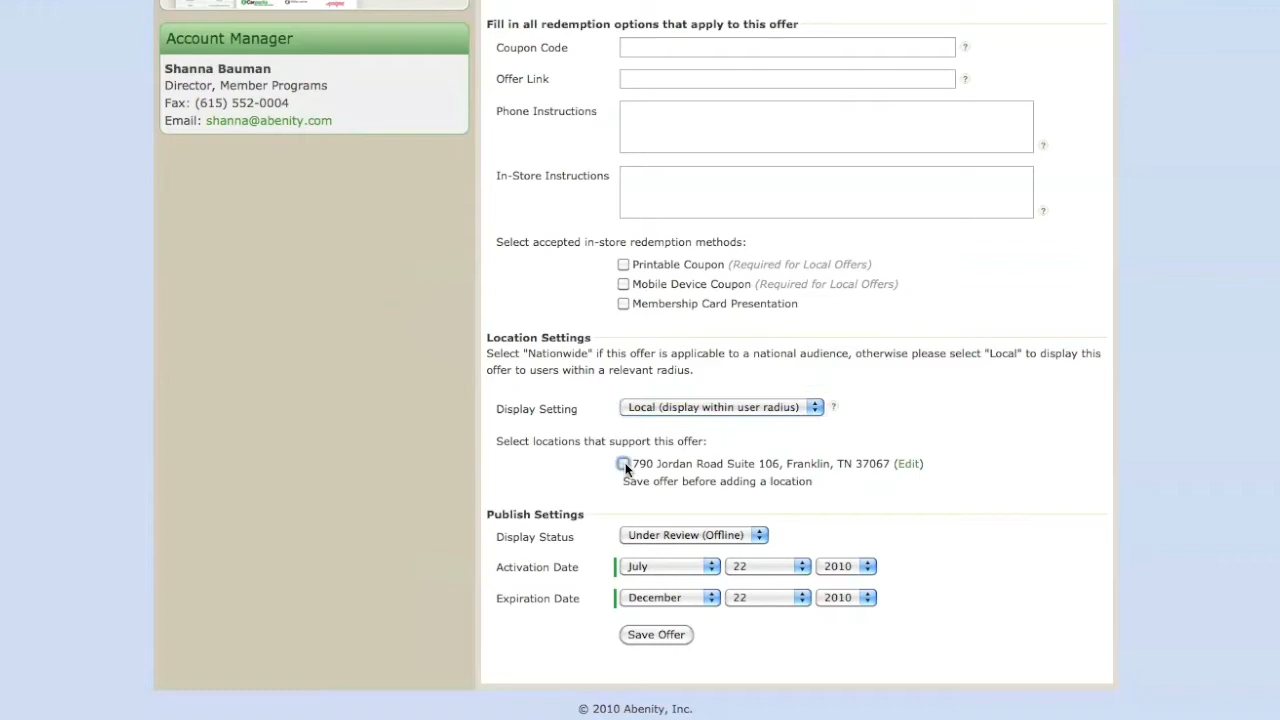 Account Manager
Shanna Bauman
Director, Member Programs
Fax: (615) 552-0004
Email: shanna@abenity.com
Fill in all redemption options that apply to this offer
Coupon Code ?
Offer Link ?
Phone Instructions ?
In-Store Instructions ?
Select accepted in-store redemption methods:
Printable Coupon (Required for Local Offers)
Mobile Device Coupon (Required for Local Offers)
Membership Card Presentation
Location Settings
Select "Nationwide" if this offer is applicable to a national audience, otherwise please select "Local" to display this
offer to users within a relevant radius.
Display Setting Local (display within user radius) ?
Select locations that support this offer:
790 Jordan Road Suite 106, Franklin, TN 37067 (Edit)
Save offer before adding a location
Publish Settings
Display Status Under Review (Offline)
Activation Date July 22 2010
Expiration Date December 22 2010
Save Offer
© 2010 Abenity, Inc.